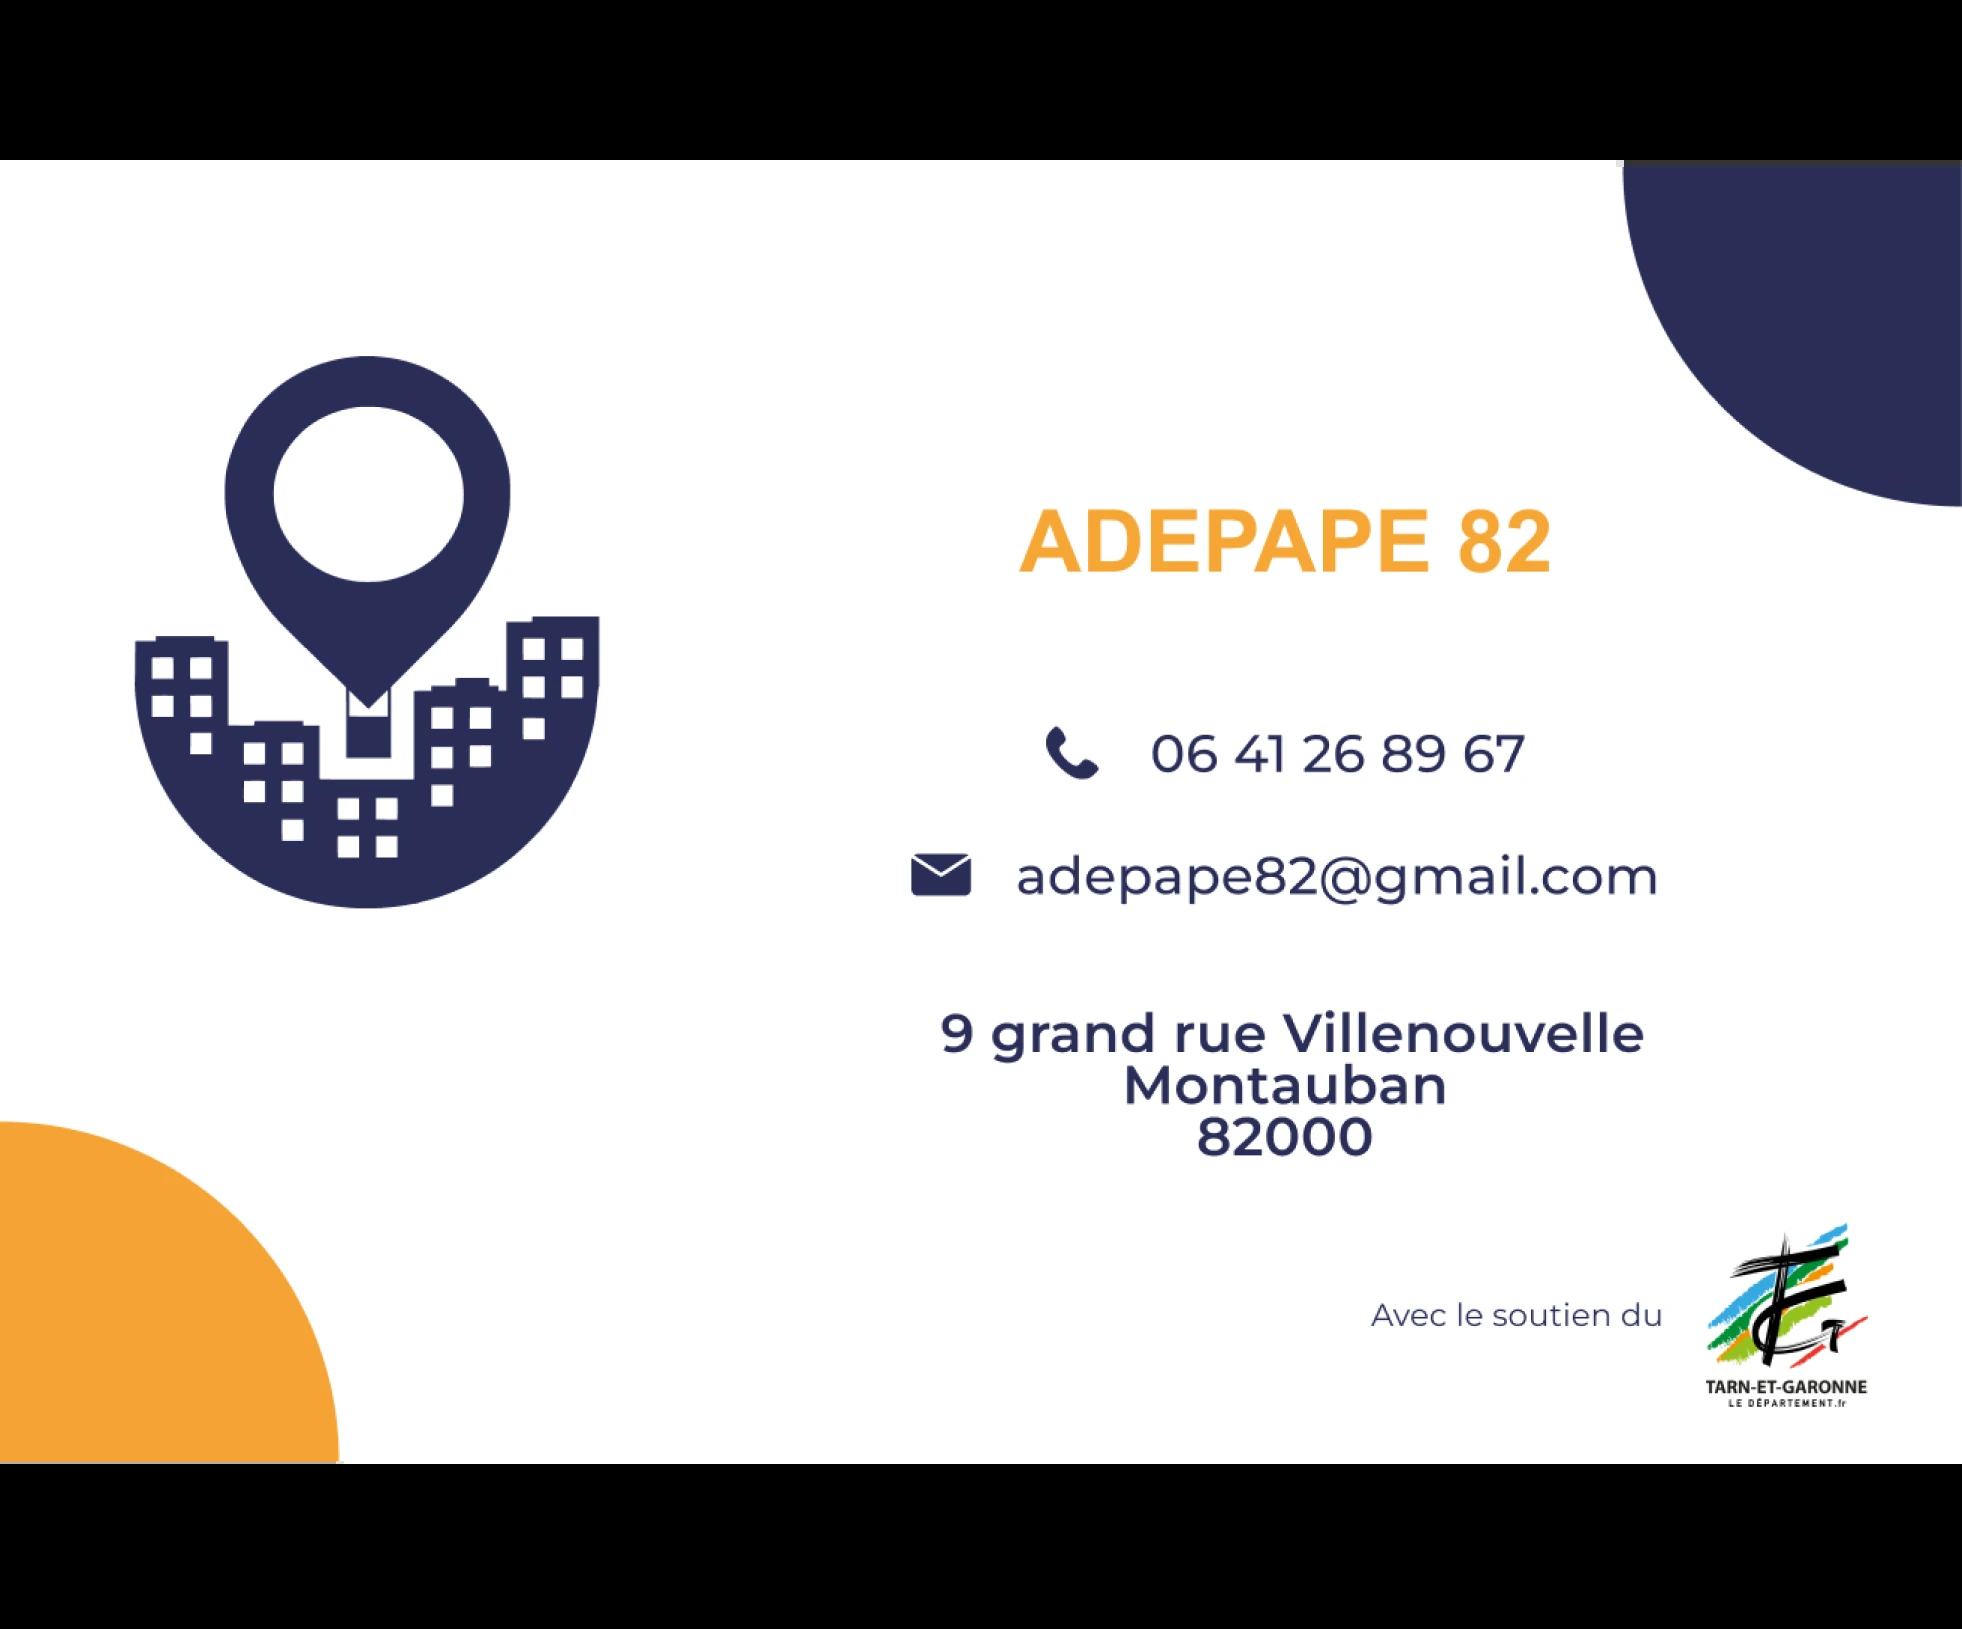 ADEPAPE 82
06 41 26 89 67
adepape82@gmail.com
9 grand rue Villenouvelle
Montauban
82000
Avec le soutien du
TARN-ET-GARONNE
LE DÉPARTEMENT.fr